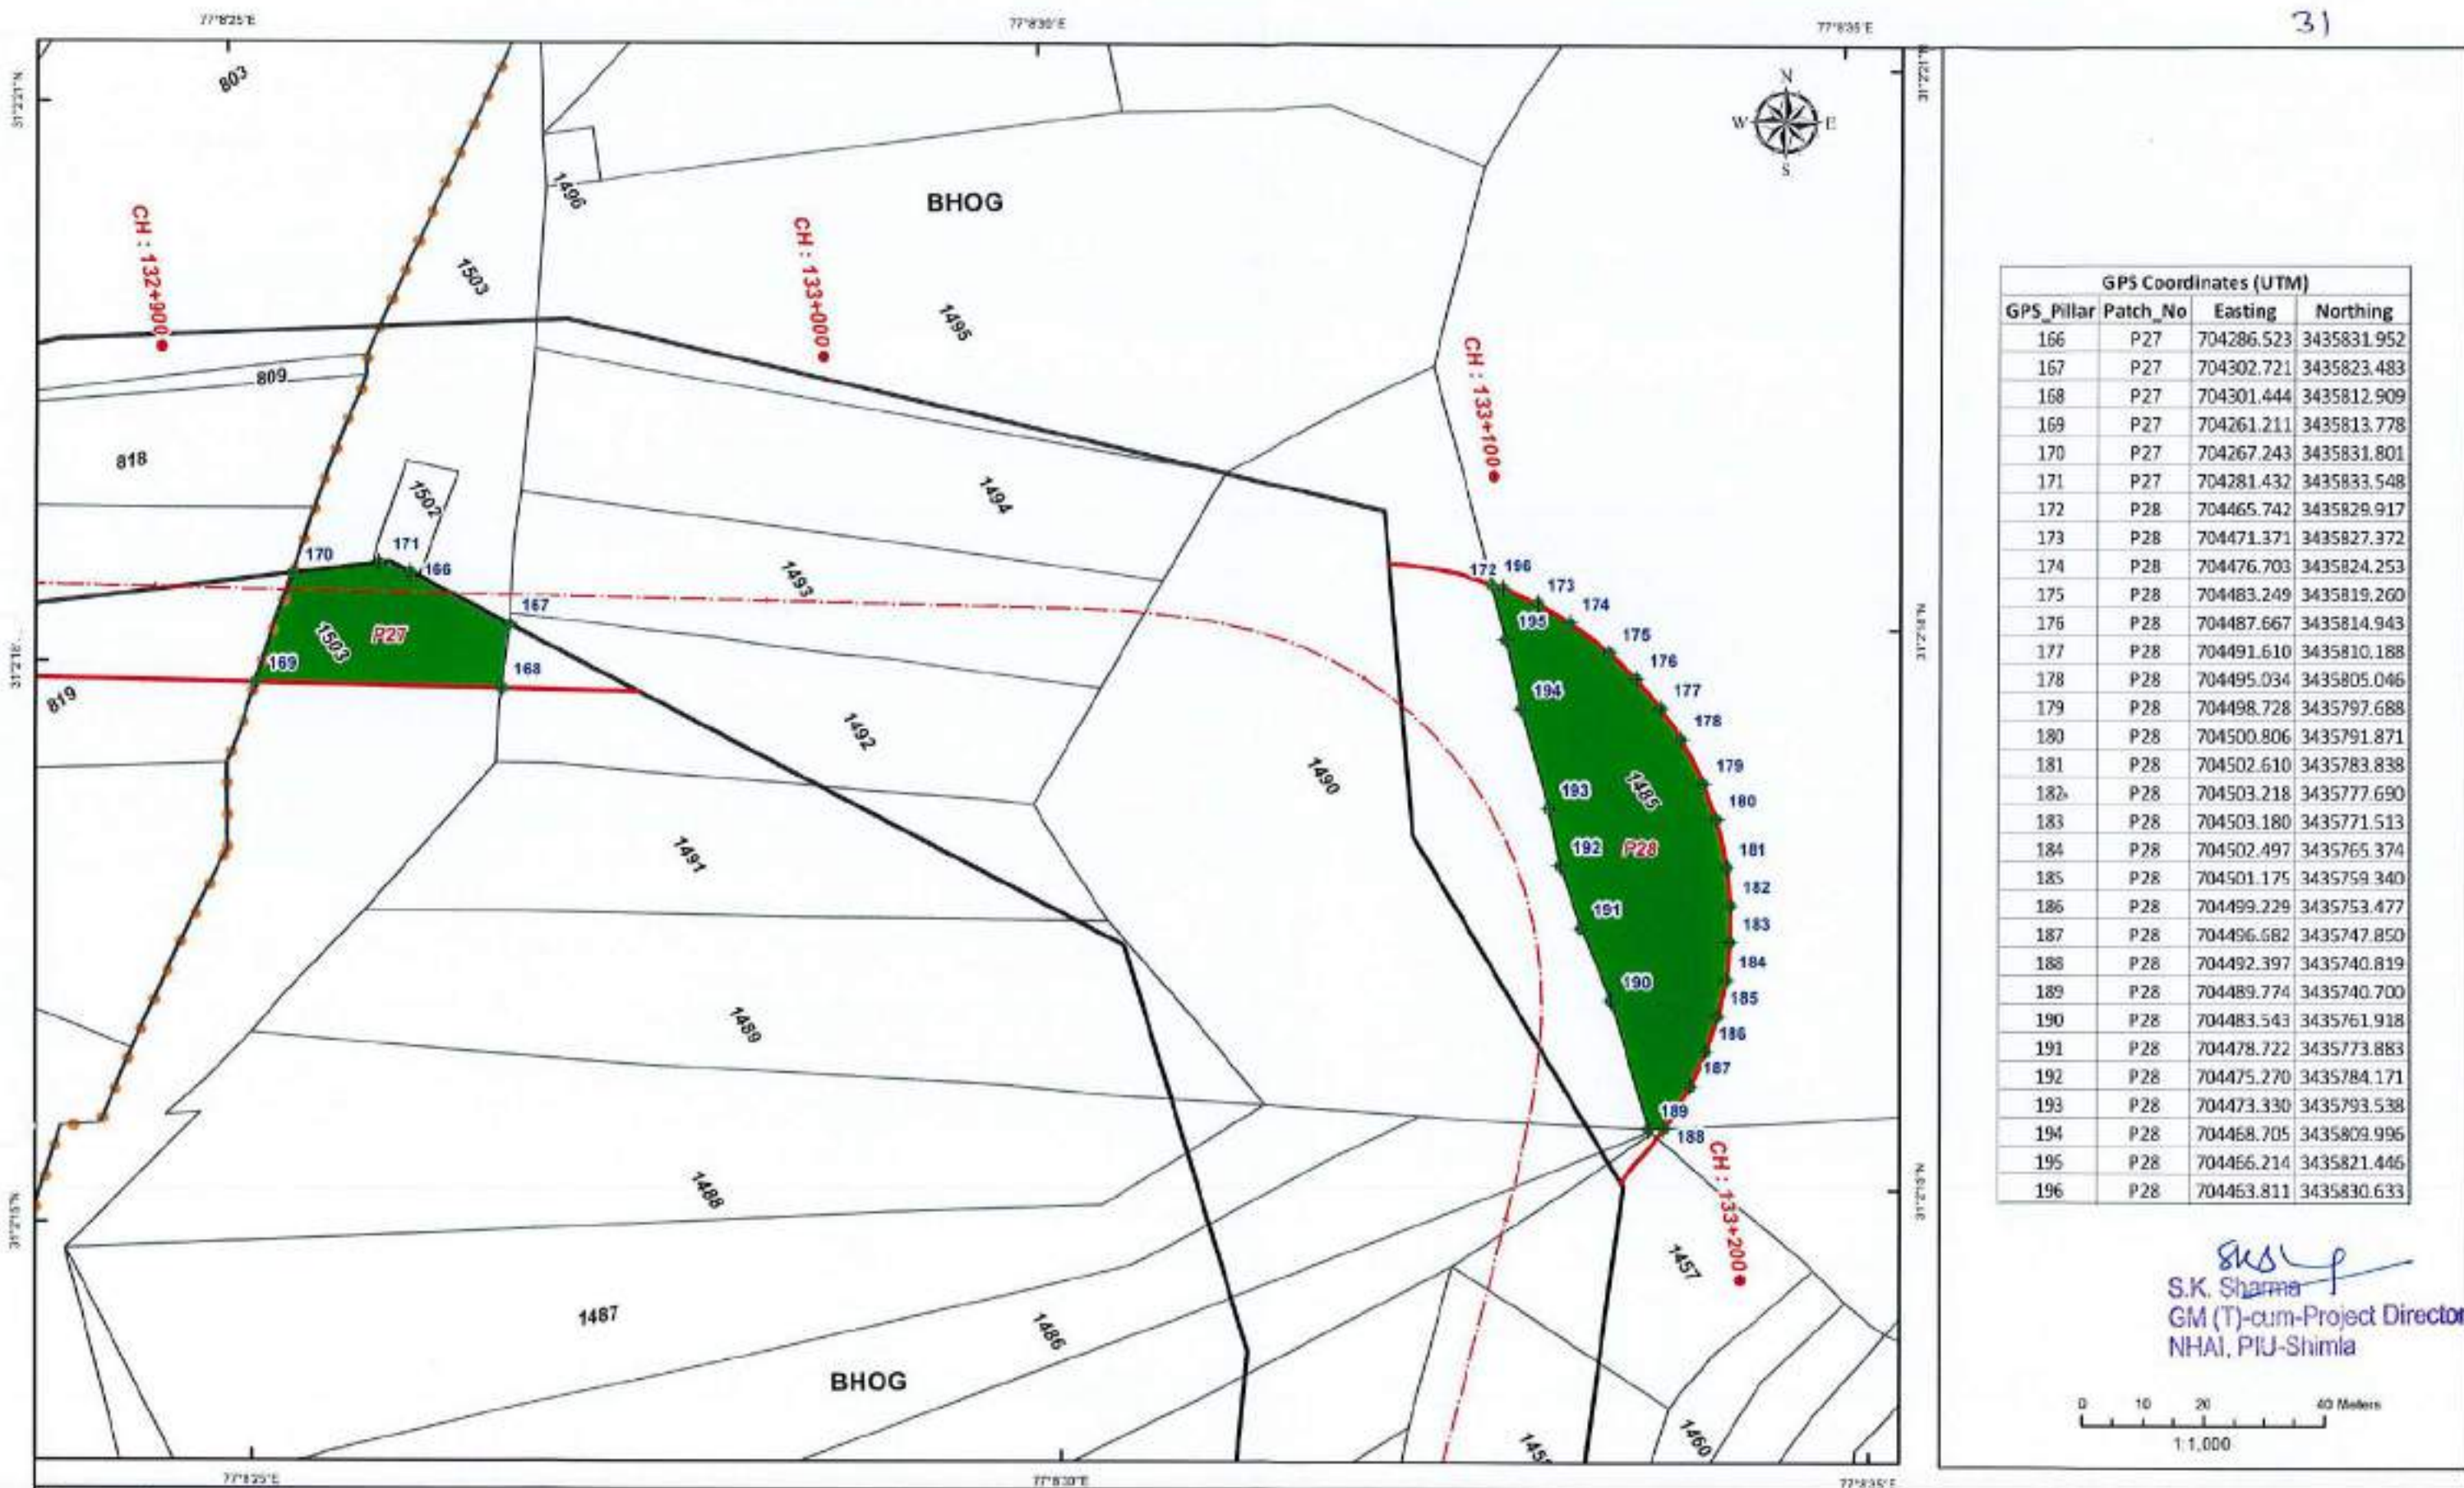 31
77°8'25"E
77°8'30"E
77°8'35"E
803
1496
1503
BHOG
N
W
E
S
CH : 132+900
CH : 133+000
CH : 133+100
1495
809
818
1502
1494
1493
170
171
166
167
168
169
1503
P27
819
1492
1491
1490
172
196
173
174
195
175
176
177
194
178
179
1485
193
180
192
P28
181
182
191
183
184
190
185
186
187
189
188
1489
1488
1487
1486
BHOG
CH : 133+200
1457
1460
77°8'25"E
77°8'30"E
77°8'35"E
GPS Coordinates (UTM)
GPS_Pillar Patch_No Easting Northing
166 P27 704286.523 3435831.952
167 P27 704302.721 3435823.483
168 P27 704301.444 3435812.909
169 P27 704261.211 3435813.778
170 P27 704267.243 3435831.801
171 P27 704281.432 3435833.548
172 P28 704465.742 3435829.917
173 P28 704471.371 3435827.372
174 P28 704476.703 3435824.253
175 P28 704483.249 3435819.260
176 P28 704487.667 3435814.943
177 P28 704491.610 3435810.188
178 P28 704495.034 3435805.046
179 P28 704498.728 3435797.688
180 P28 704500.806 3435791.871
181 P28 704502.610 3435783.838
182 P28 704503.218 3435777.690
183 P28 704503.180 3435771.513
184 P28 704502.497 3435765.374
185 P28 704501.175 3435759.340
186 P28 704499.229 3435753.477
187 P28 704496.682 3435747.850
188 P28 704492.397 3435740.819
189 P28 704489.774 3435740.700
190 P28 704483.543 3435761.918
191 P28 704478.722 3435773.883
192 P28 704475.270 3435784.171
193 P28 704473.330 3435793.538
194 P28 704468.705 3435809.996
195 P28 704466.214 3435821.446
196 P28 704463.811 3435830.633
S.K. Sharma
GM (T)-cum-Project Director
NHAI, PIU-Shimla
0 10 20 40 Meters
1:1,000